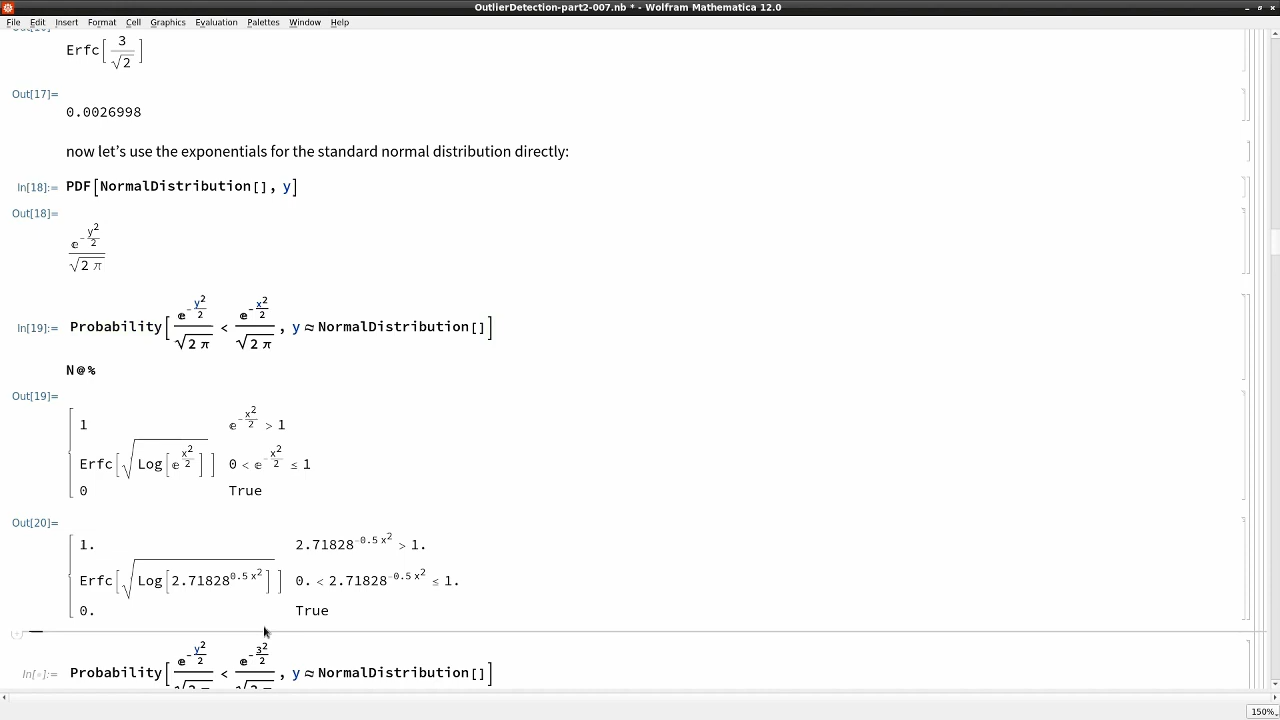 OutlierDetection-part2-007.nb * - Wolfram Mathematica 12.0
File Edit Insert Format Cell Graphics Evaluation Palettes Window Help
Erfc[3/√2]
Out[17]=
0.0026998
now let's use the exponentials for the standard normal distribution directly:
In[18]:= PDF[NormalDistribution[], y]
Out[18]=
ⅇ^(-y²/2)/√(2 π)
In[19]:= Probability[ⅇ^(-y²/2)/√(2 π) < ⅇ^(-x²/2)/√(2 π), y ≈ NormalDistribution[]]
N@%
Out[19]=
1 ⅇ^(-x²/2) > 1
Erfc[√Log[ⅇ^(x²/2)]] 0 < ⅇ^(-x²/2) ≤ 1
0 True
Out[20]=
1. 2.71828^(-0.5 x²) > 1.
Erfc[√Log[2.71828^(0.5 x²)]] 0. < 2.71828^(-0.5 x²) ≤ 1.
0. True
In[◦]:= Probability[ⅇ^(-y²/2)/√(2 π) < ⅇ^(-3²/2)/√(2 π), y ≈ NormalDistribution[]]
150%